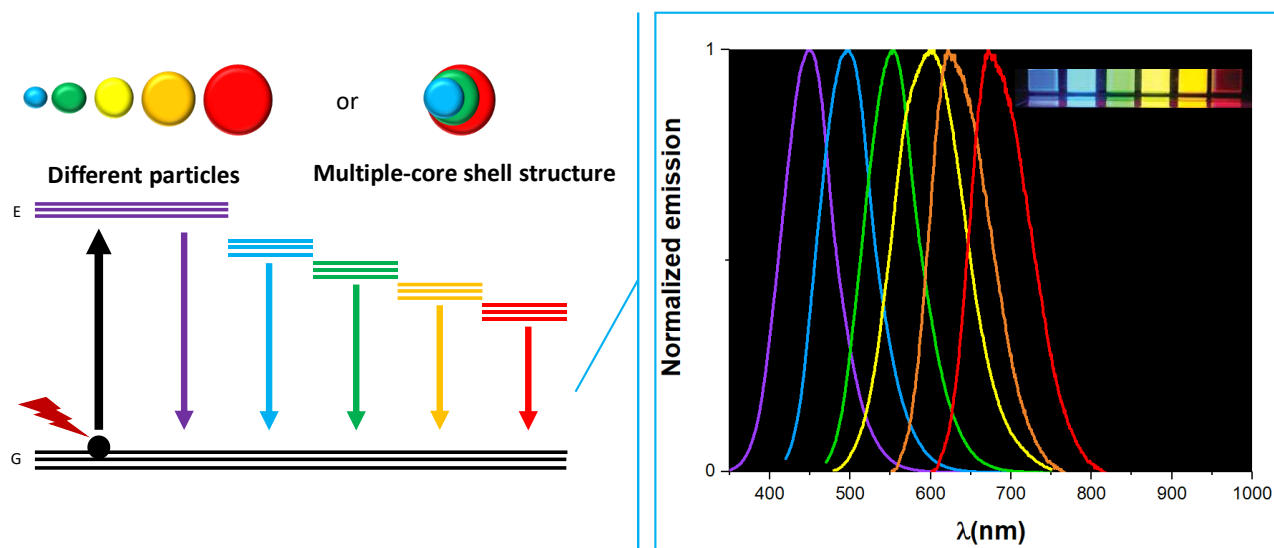 or
Different particles
Multiple-core shell structure
E
G
1
Normalized emission
0
400 500 600 700 800 900 1000
λ(nm)